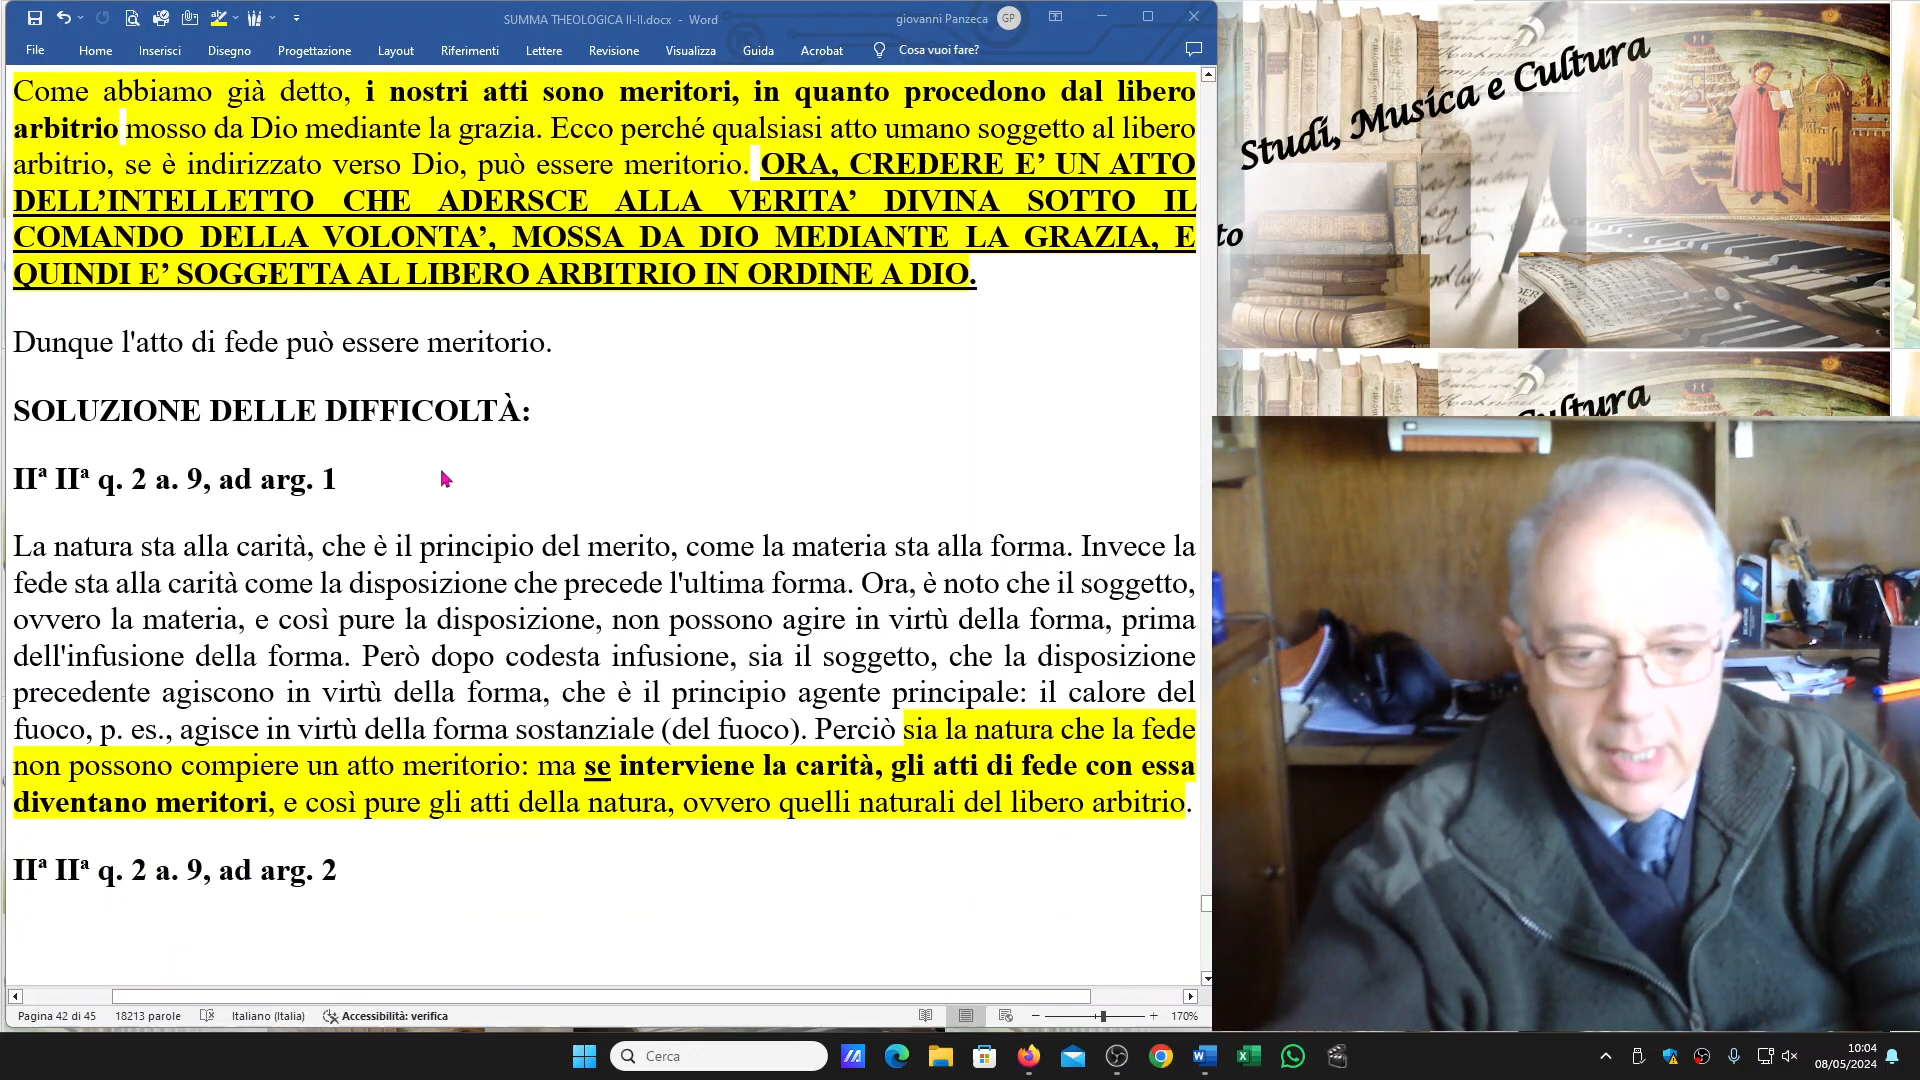 SUMMA THEOLOGICA II-II.docx - Word
giovanni Panzeca
GP
File Home Inserisci Disegno Progettazione Layout Riferimenti Lettere Revisione Visualizza Guida Acrobat Cosa vuoi fare?
Come abbiamo già detto, i nostri atti sono meritori, in quanto procedono dal libero
arbitrio mosso da Dio mediante la grazia. Ecco perché qualsiasi atto umano soggetto al libero
arbitrio, se è indirizzato verso Dio, può essere meritorio. ORA, CREDERE E’ UN ATTO
DELL’INTELLETTO CHE ADERSCE ALLA VERITA’ DIVINA SOTTO IL
COMANDO DELLA VOLONTA’, MOSSA DA DIO MEDIANTE LA GRAZIA, E
QUINDI E’ SOGGETTA AL LIBERO ARBITRIO IN ORDINE A DIO.
Dunque l'atto di fede può essere meritorio.
SOLUZIONE DELLE DIFFICOLTÀ:
IIª IIª q. 2 a. 9, ad arg. 1
La natura sta alla carità, che è il principio del merito, come la materia sta alla forma. Invece la
fede sta alla carità come la disposizione che precede l'ultima forma. Ora, è noto che il soggetto,
ovvero la materia, e così pure la disposizione, non possono agire in virtù della forma, prima
dell'infusione della forma. Però dopo codesta infusione, sia il soggetto, che la disposizione
precedente agiscono in virtù della forma, che è il principio agente principale: il calore del
fuoco, p. es., agisce in virtù della forma sostanziale (del fuoco). Perciò sia la natura che la fede
non possono compiere un atto meritorio: ma se interviene la carità, gli atti di fede con essa
diventano meritori, e così pure gli atti della natura, ovvero quelli naturali del libero arbitrio.
IIª IIª q. 2 a. 9, ad arg. 2
Pagina 42 di 45 18213 parole Italiano (Italia) Accessibilità: verifica
170%
Studi, Musica e Cultura
to
Cultura
Cerca
10:04
08/05/2024